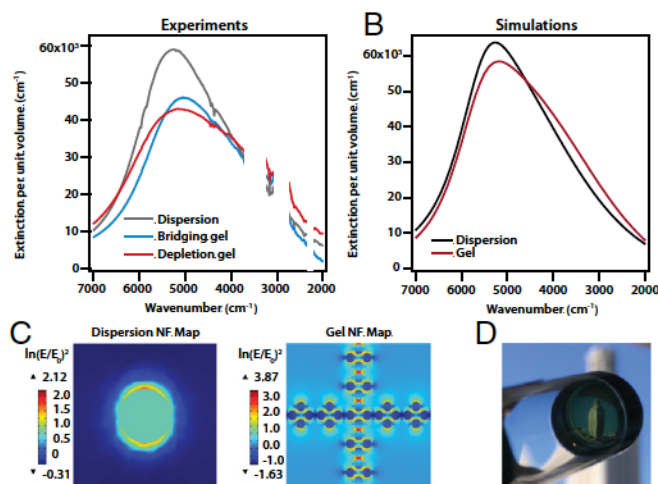 Experiments
60x10³
50
40
30
20
10
0
Extinction per unit volume (cm⁻¹)
Dispersion
Bridging gel
Depletion gel
7000 6000 5000 4000 3000 2000
Wavenumber (cm⁻¹)
B
Simulations
60x10³
50
40
30
20
10
0
Extinction per unit volume (cm⁻¹)
Dispersion
Gel
7000 6000 5000 4000 3000 2000
Wavenumber (cm⁻¹)
C
Dispersion NF Map
ln(E/E₀)²
2.12
2.0
1.5
1.0
0.5
0
-0.31
Gel NF Map
ln(E/E₀)²
3.87
3.0
2.0
1.0
0
-1.0
-1.63
D